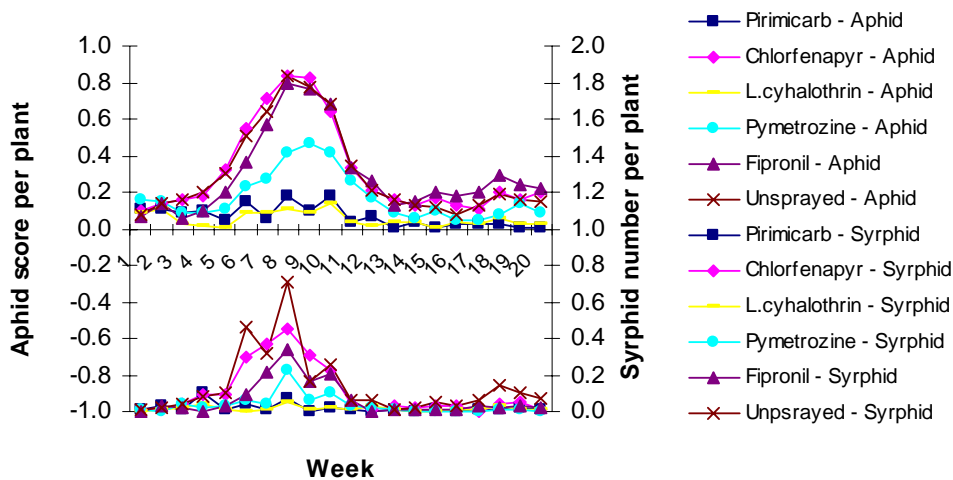 Aphid score per plant
1.0
0.8
0.6
0.4
0.2
0.0
-0.2
-0.4
-0.6
-0.8
-1.0
1 2 3 4 5 6 7 8 9 10 11 12 13 14 15 16 17 18 19 20
Week
2.0
1.8
1.6
1.4
1.2
1.0
0.8
0.6
0.4
0.2
0.0
Syrphid number per plant
Pirimicarb - Aphid
Chlorfenapyr - Aphid
L.cyhalothrin - Aphid
Pymetrozine - Aphid
Fipronil - Aphid
Unsprayed - Aphid
Pirimicarb - Syrphid
Chlorfenapyr - Syrphid
L.cyhalothrin - Syrphid
Pymetrozine - Syrphid
Fipronil - Syrphid
Unpsrayed - Syrphid